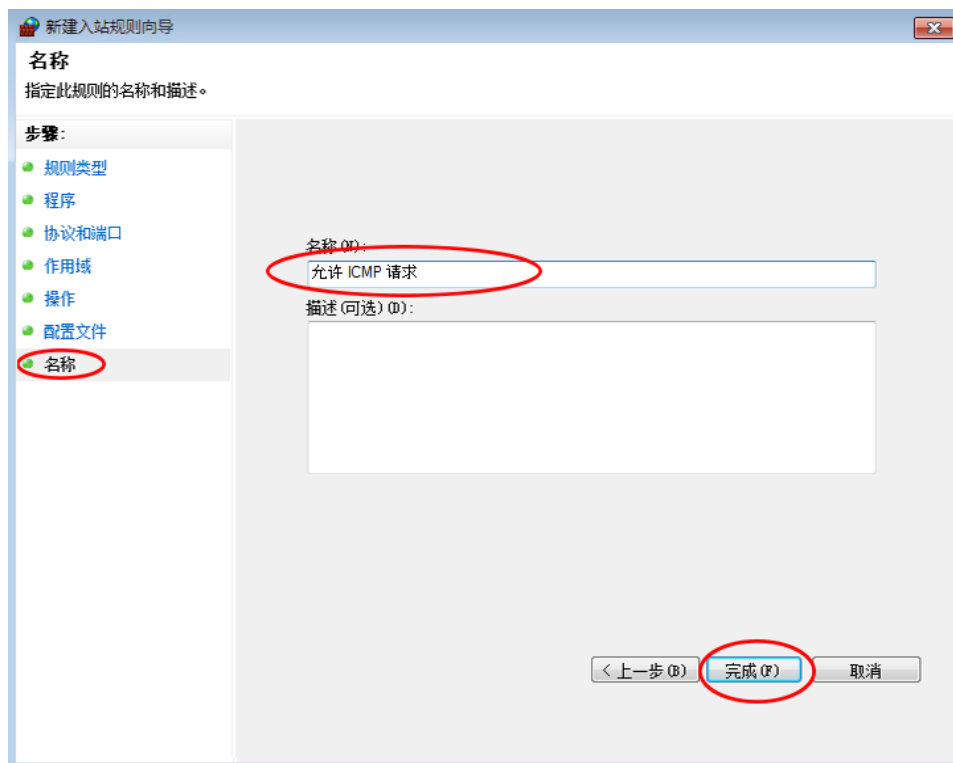 新建入站规则向导
名称
指定此规则的名称和描述。
步骤:
规则类型
程序
协议和端口
作用域
操作
配置文件
名称
名称(N):
允许 ICMP 请求
描述(可选)(D):
< 上一步(B)
完成(F)
取消